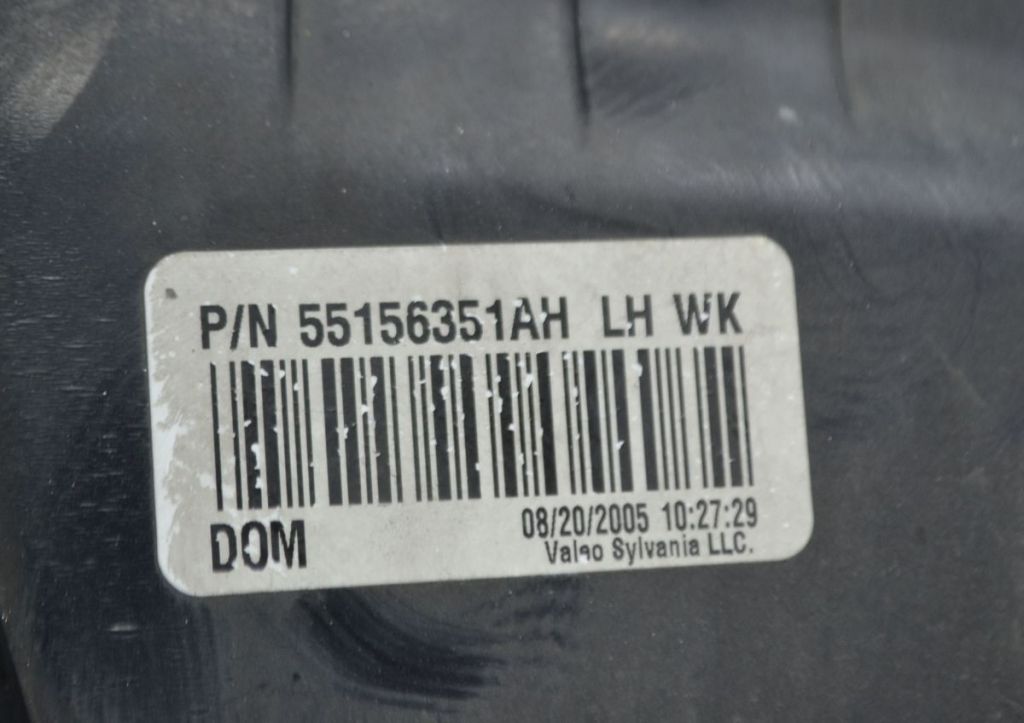 P/N 55156351AH LH WK
DOM
08/20/2005 10:27:29
Valeo Sylvania LLC.